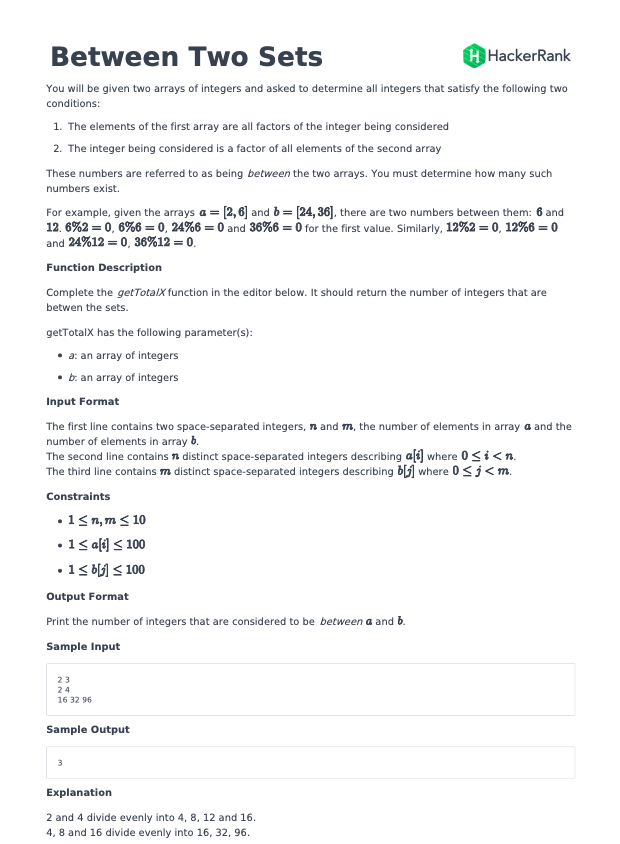 Between Two Sets
HackerRank
You will be given two arrays of integers and asked to determine all integers that satisfy the following two
conditions:
1. The elements of the first array are all factors of the integer being considered
2. The integer being considered is a factor of all elements of the second array
These numbers are referred to as being between the two arrays. You must determine how many such
numbers exist.
For example, given the arrays a = [2, 6] and b = [24, 36], there are two numbers between them: 6 and
12. 6%2 = 0, 6%6 = 0, 24%6 = 0 and 36%6 = 0 for the first value. Similarly, 12%2 = 0, 12%6 = 0
and 24%12 = 0, 36%12 = 0.
Function Description
Complete the getTotalX function in the editor below. It should return the number of integers that are
betwen the sets.
getTotalX has the following parameter(s):
• a: an array of integers
• b: an array of integers
Input Format
The first line contains two space-separated integers, n and m, the number of elements in array a and the
number of elements in array b.
The second line contains n distinct space-separated integers describing a[i] where 0 ≤ i < n.
The third line contains m distinct space-separated integers describing b[j] where 0 ≤ j < m.
Constraints
• 1 ≤ n, m ≤ 10
• 1 ≤ a[i] ≤ 100
• 1 ≤ b[j] ≤ 100
Output Format
Print the number of integers that are considered to be between a and b.
Sample Input
2 3
2 4
16 32 96
Sample Output
3
Explanation
2 and 4 divide evenly into 4, 8, 12 and 16.
4, 8 and 16 divide evenly into 16, 32, 96.